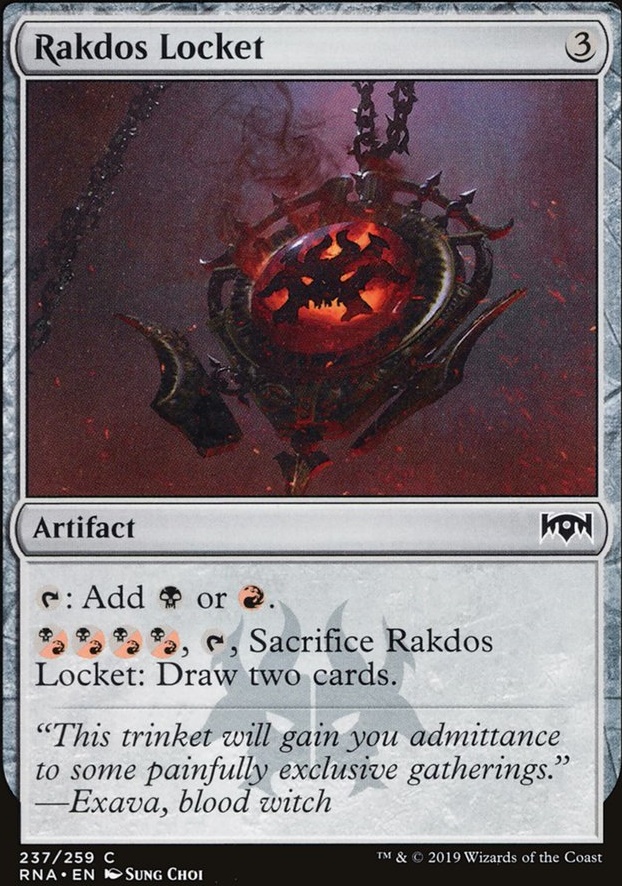 Rakdos Locket 3
Artifact
: Add or .
, , Sacrifice Rakdos
Locket: Draw two cards.
“This trinket will gain you admittance
to some painfully exclusive gatherings.”
—Exava, blood witch
237/259 C
RNA • EN Sung Choi
™ & © 2019 Wizards of the Coast